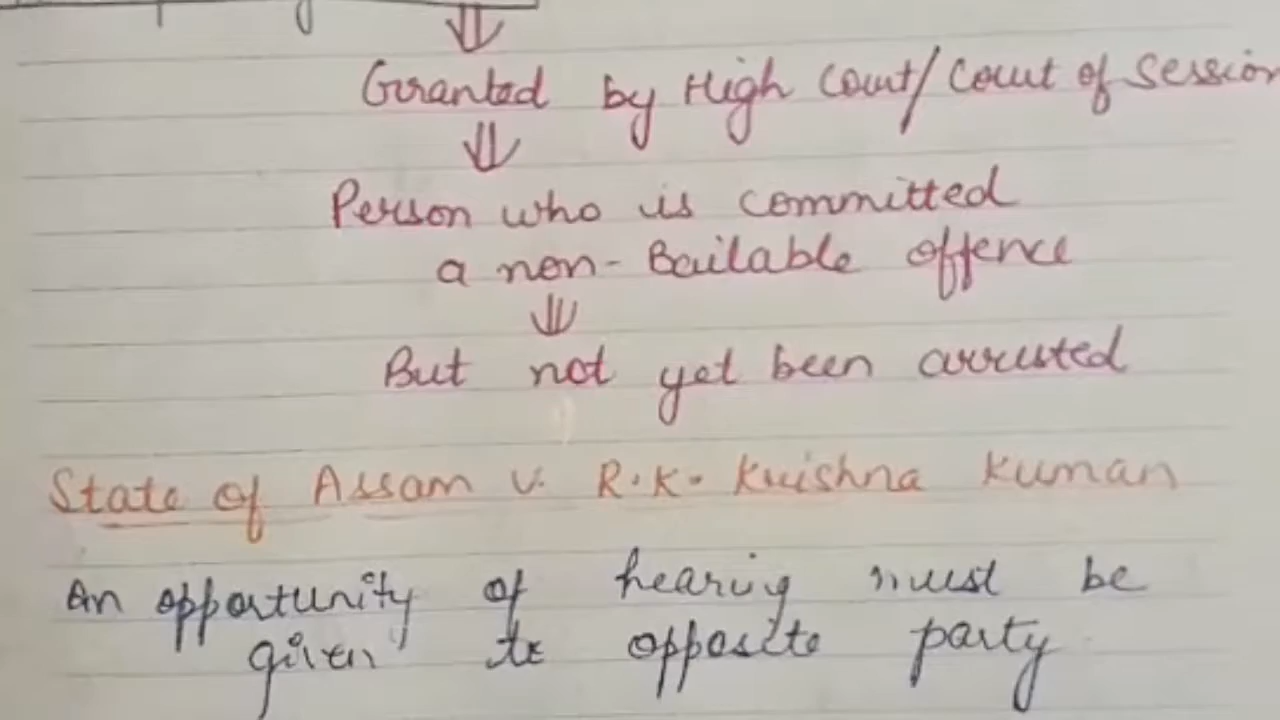 Granted by High Court/Court of Session
Person who is committed
a non-Bailable offence
But not yet been arrested
State of Assam v. R.K. Krishna Kumar
An opportunity of hearing must be
given to opposite party